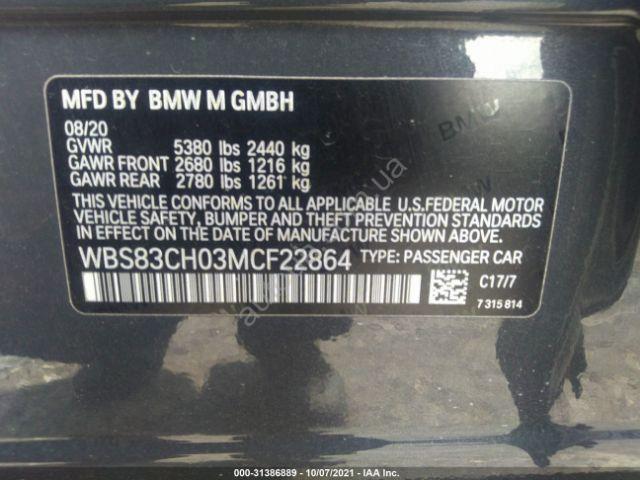 MFD BY BMW M GMBH
08/20
GVWR 5380 lbs 2440 kg
GAWR FRONT 2680 lbs 1216 kg
GAWR REAR 2780 lbs 1261 kg
THIS VEHICLE CONFORMS TO ALL APPLICABLE U.S.FEDERAL MOTOR
VEHICLE SAFETY, BUMPER AND THEFT PREVENTION STANDARDS
IN EFFECT ON THE DATE OF MANUFACTURE SHOWN ABOVE.
WBS83CH03MCF22864 TYPE: PASSENGER CAR
C17/7
7 315 814
BMW
000-31386889 - 10/07/2021 - IAA Inc.